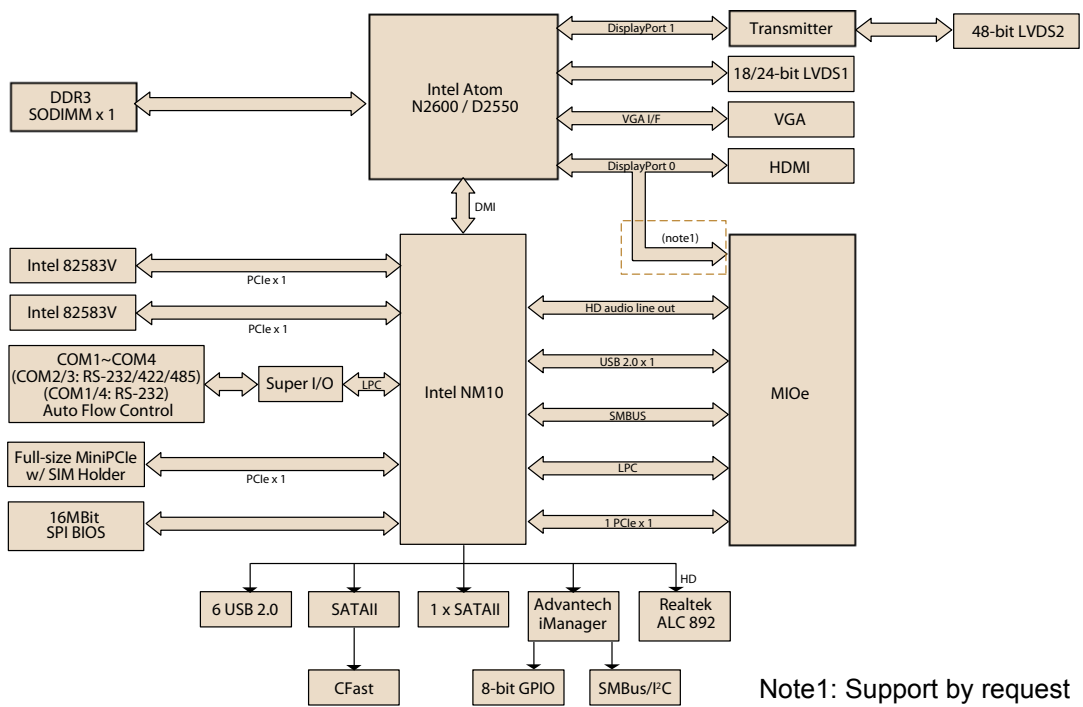 DisplayPort 1
Transmitter
48-bit LVDS2
Intel Atom
N2600 / D2550
18/24-bit LVDS1
DDR3
SODIMM x 1
VGA I/F
VGA
DisplayPort 0
HDMI
DMI
(note1)
Intel 82583V
PCIe x 1
Intel 82583V
PCIe x 1
HD audio line out
COM1~COM4
(COM2/3: RS-232/422/485)
(COM1/4: RS-232)
Auto Flow Control
Super I/O
LPC
Intel NM10
USB 2.0 x 1
MIOe
SMBUS
Full-size MiniPCIe
w/ SIM Holder
PCIe x 1
LPC
16MBit
SPI BIOS
1 PCIe x 1
HD
6 USB 2.0
SATAII
1 x SATAII
Advantech
iManager
Realtek
ALC 892
CFast
8-bit GPIO
SMBus/I²C
Note1: Support by request